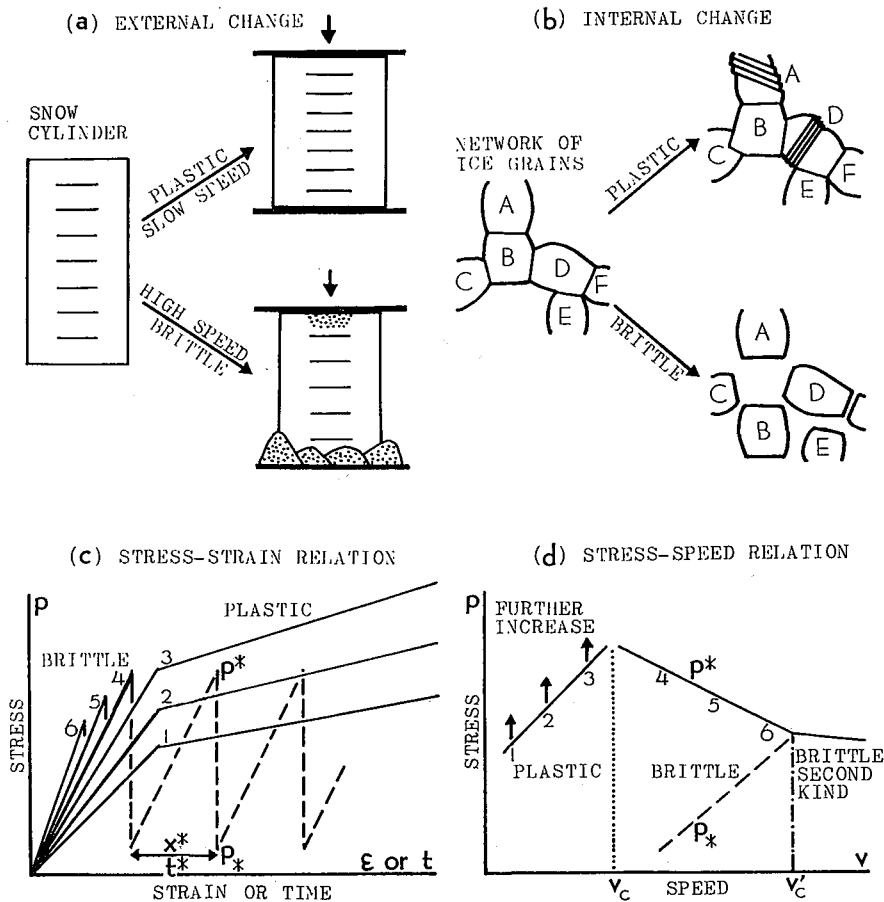 (a) EXTERNAL CHANGE
SNOW
CYLINDER
PLASTIC
SLOW SPEED
HIGH SPEED
BRITTLE
(b) INTERNAL CHANGE
NETWORK OF
ICE GRAINS
A
B
C
D
E
F
PLASTIC
BRITTLE
A
B
C
D
E
F
A
B
C
D
E
(c) STRESS-STRAIN RELATION
p
STRESS
BRITTLE
PLASTIC
6
5
4
3
2
1
p*
x*
t*
p*
ε or t
STRAIN OR TIME
(d) STRESS-SPEED RELATION
p
STRESS
FURTHER
INCREASE
1
2
3
4
5
6
p*
PLASTIC
BRITTLE
BRITTLE
SECOND
KIND
p*
vc
SPEED
v'c
v